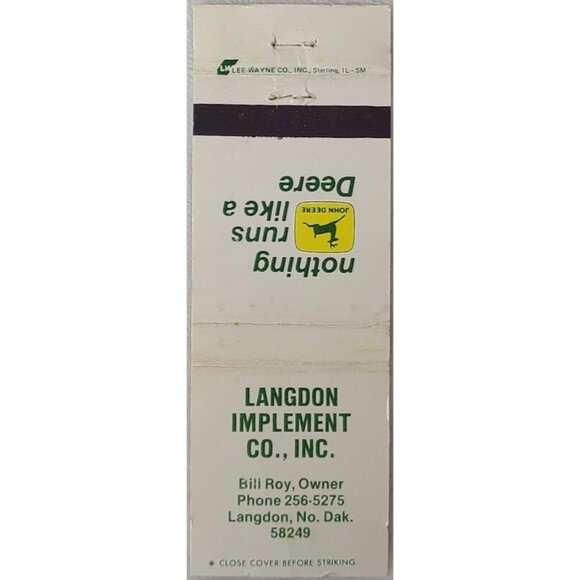 LW LEE WAYNE CO., INC., Sterling, IL - SM
nothing
runs
like a
Deere
JOHN DEERE
LANGDON
IMPLEMENT
CO., INC.
Bill Roy, Owner
Phone 256-5275
Langdon, No. Dak.
58249
* CLOSE COVER BEFORE STRIKING